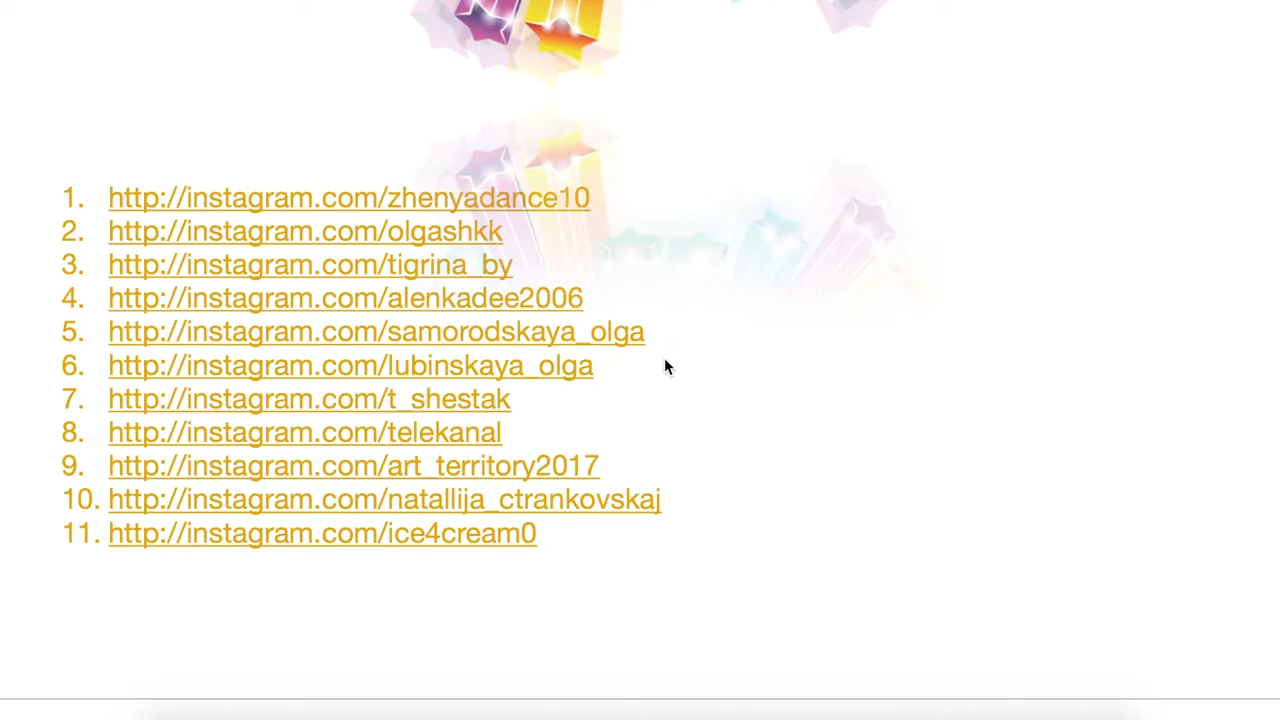 1. http://instagram.com/zhenyadance10
2. http://instagram.com/olgashkk
3. http://instagram.com/tigrina_by
4. http://instagram.com/alenkadee2006
5. http://instagram.com/samorodskaya_olga
6. http://instagram.com/lubinskaya_olga
7. http://instagram.com/t_shestak
8. http://instagram.com/telekanal
9. http://instagram.com/art_territory2017
10. http://instagram.com/natallija_ctrankovskaj
11. http://instagram.com/ice4cream0